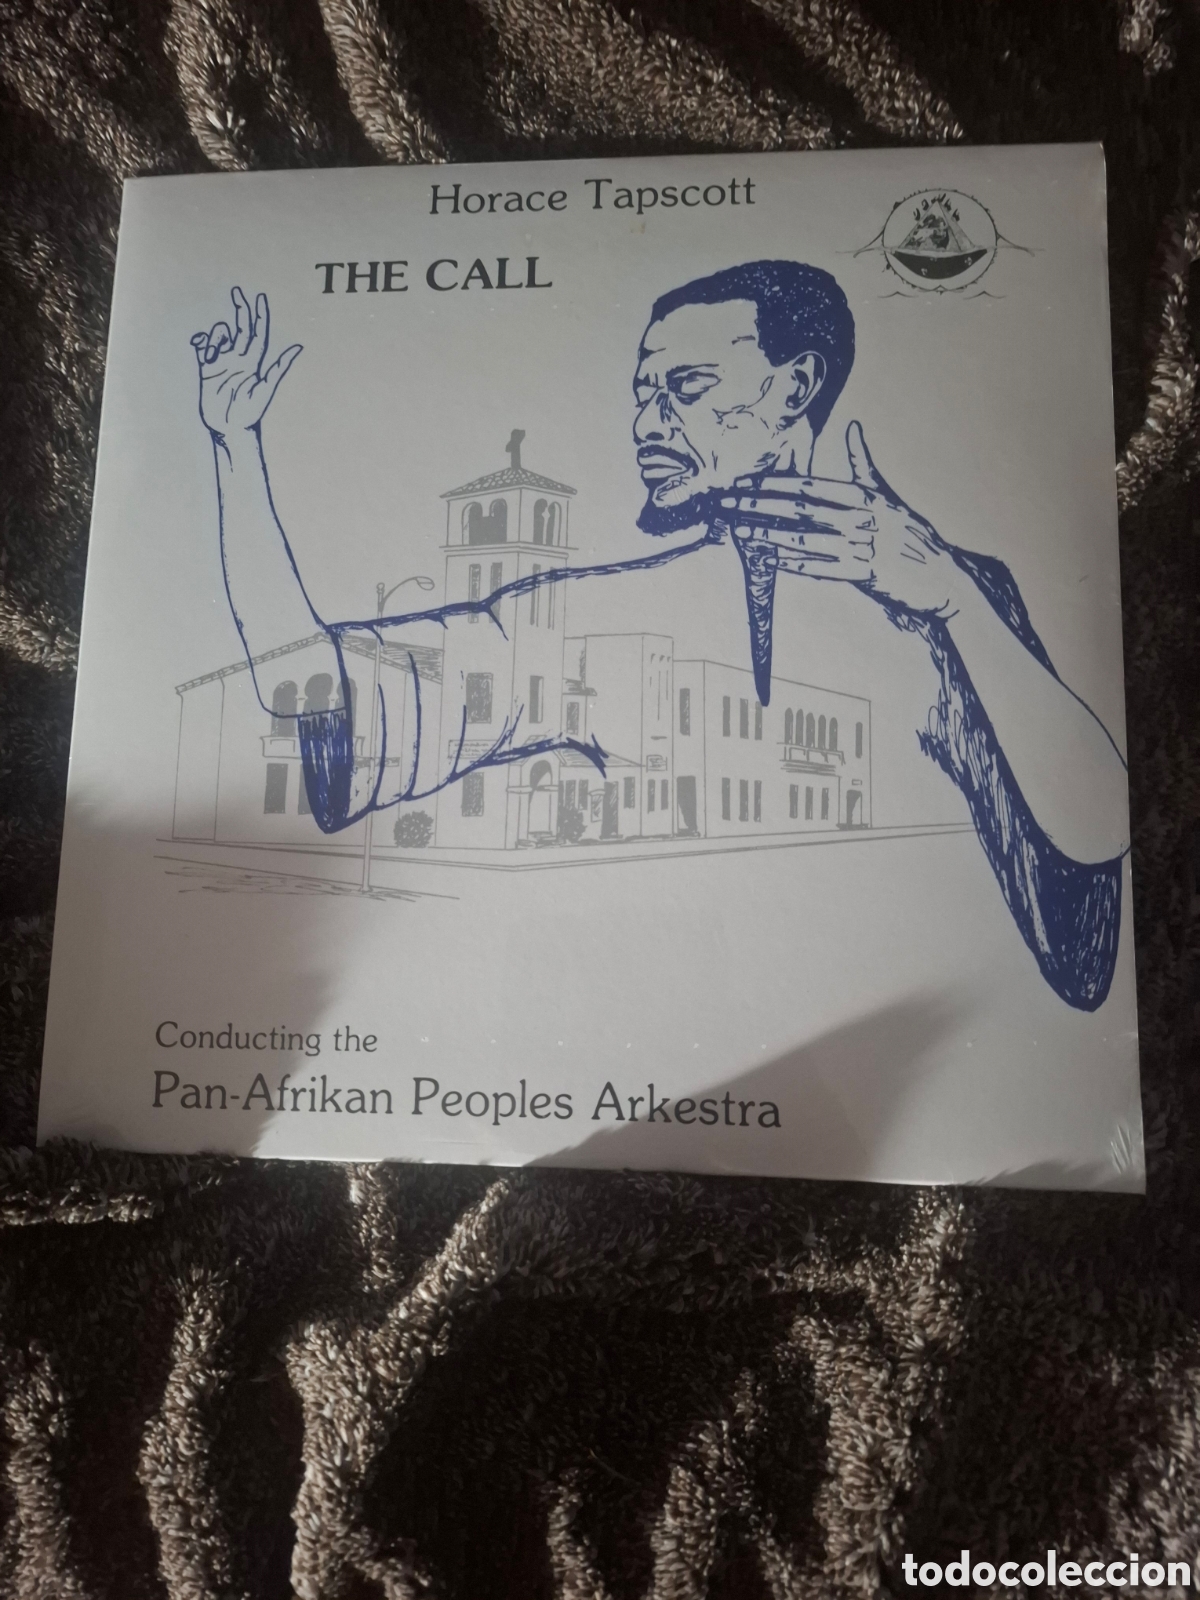 Horace Tapscott
THE CALL
Conducting the
Pan-Afrikan Peoples Arkestra
todocoleccion